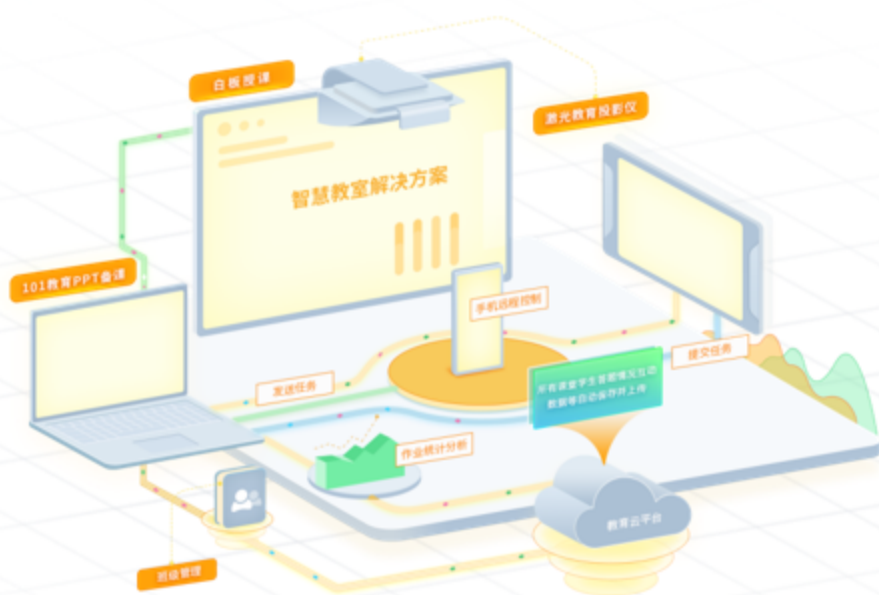 白板授课
激光教育投影仪
智慧教室解决方案
101教育PPT备课
手机远程控制
提交任务
发送任务
所有课堂学生答题情况互动
数据等自动保存并上传
作业统计分析
教育云平台
班级管理